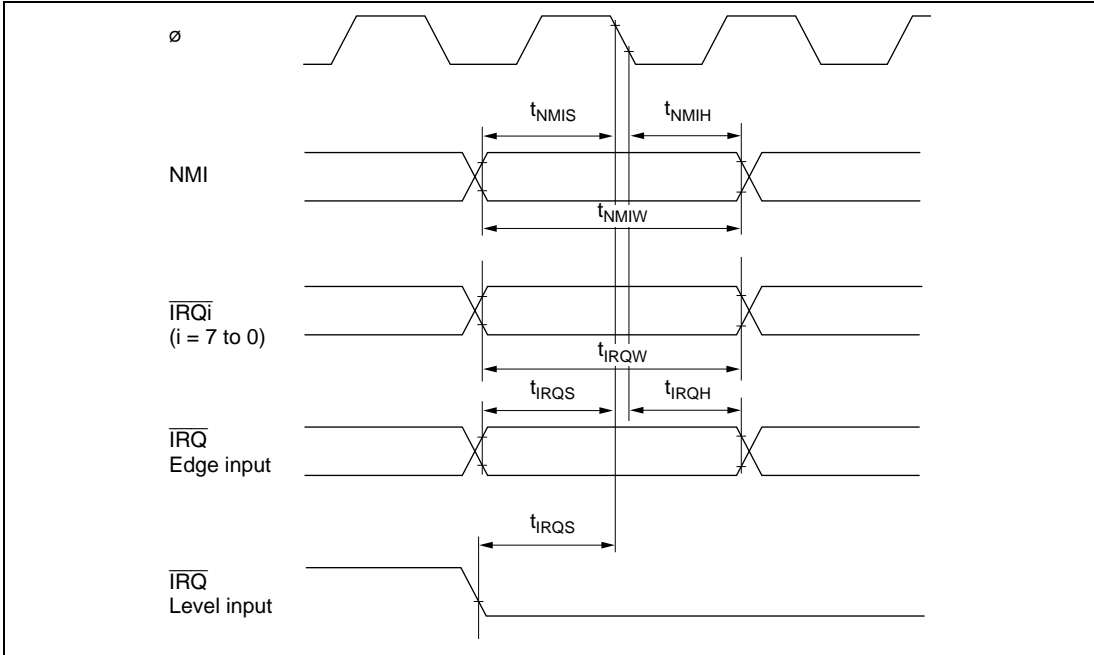 ø
tNMIS tNMIH
NMI
tNMIW
IRQi
(i = 7 to 0)
tIRQW
tIRQS tIRQH
IRQ
Edge input
tIRQS
IRQ
Level input